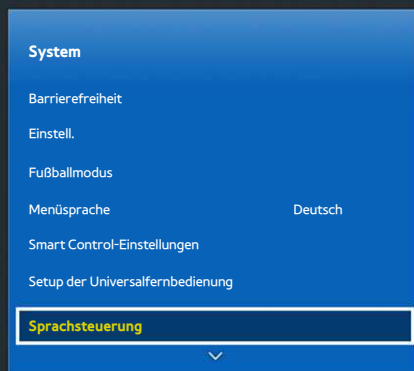 System
Barrierefreiheit
Einstell.
Fußballmodus
Menüsprache Deutsch
Smart Control-Einstellungen
Setup der Universalfernbedienung
Sprachsteuerung